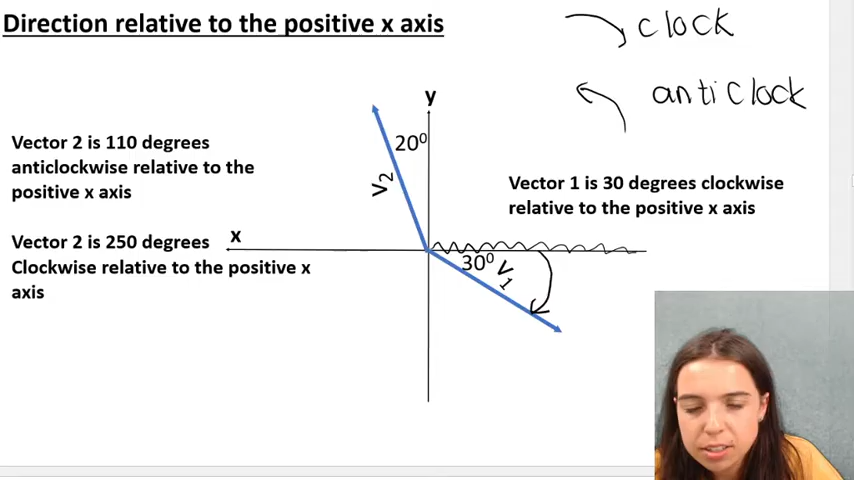 Direction relative to the positive x axis
clock
anticlock
y
20⁰
Vector 2 is 110 degrees
anticlockwise relative to the
positive x axis
V₂
Vector 1 is 30 degrees clockwise
relative to the positive x axis
x
Vector 2 is 250 degrees
Clockwise relative to the positive x
axis
30⁰
V₁